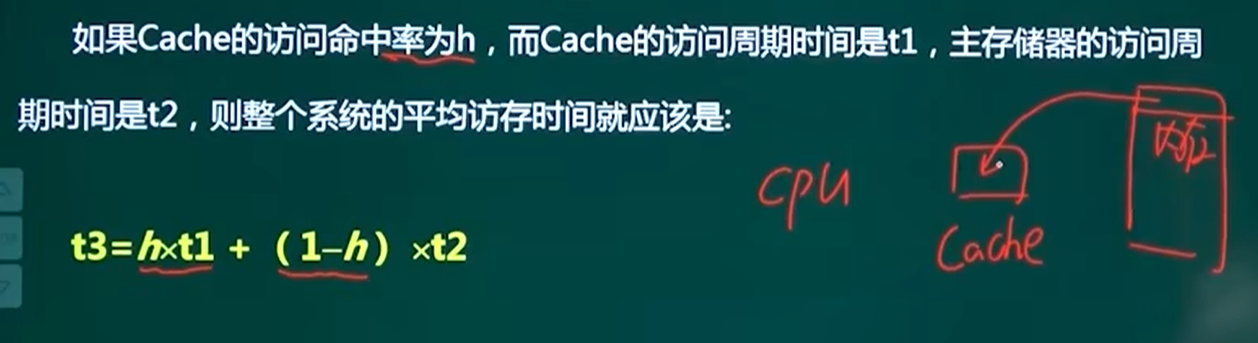 如果Cache的访问命中率为h，而Cache的访问周期时间是t1，主存储器的访问周
期时间是t2，则整个系统的平均访存时间就应该是:
t3=h×t1 + （1–h）×t2
cpu
Cache
内存